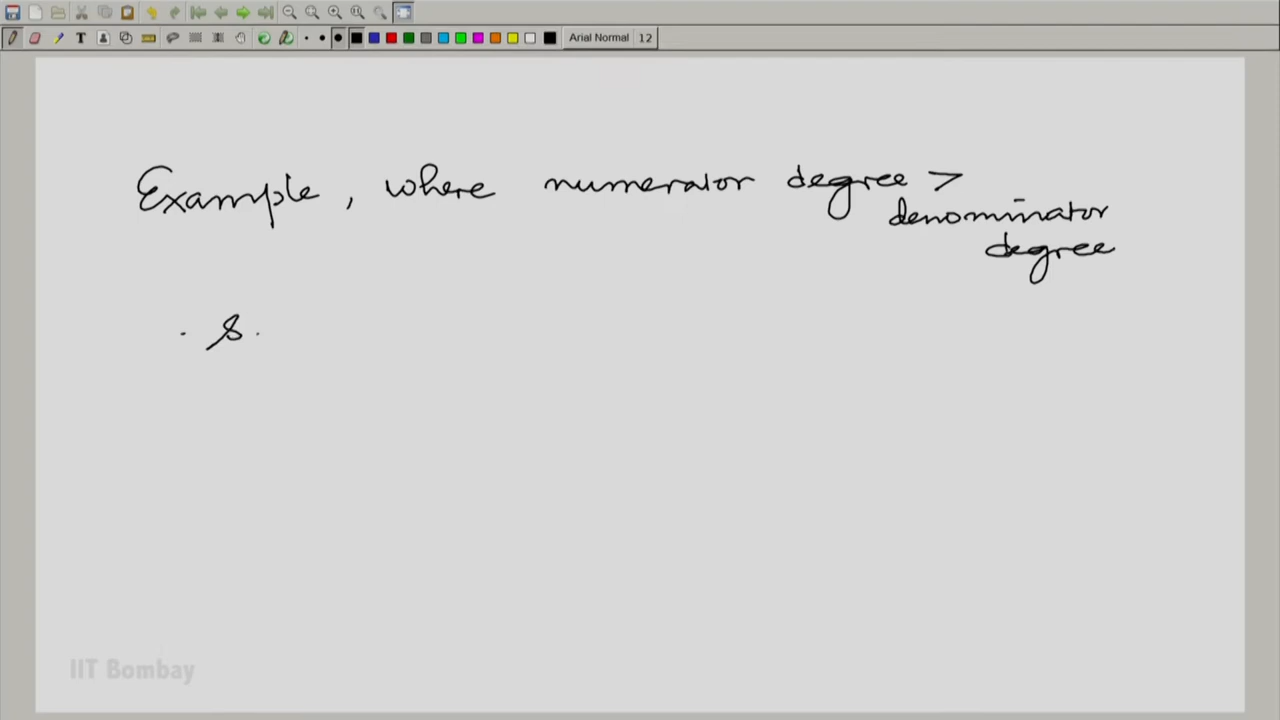 Arial Normal 12
Example, where numerator degree >
denominator
degree
. s .
IIT Bombay